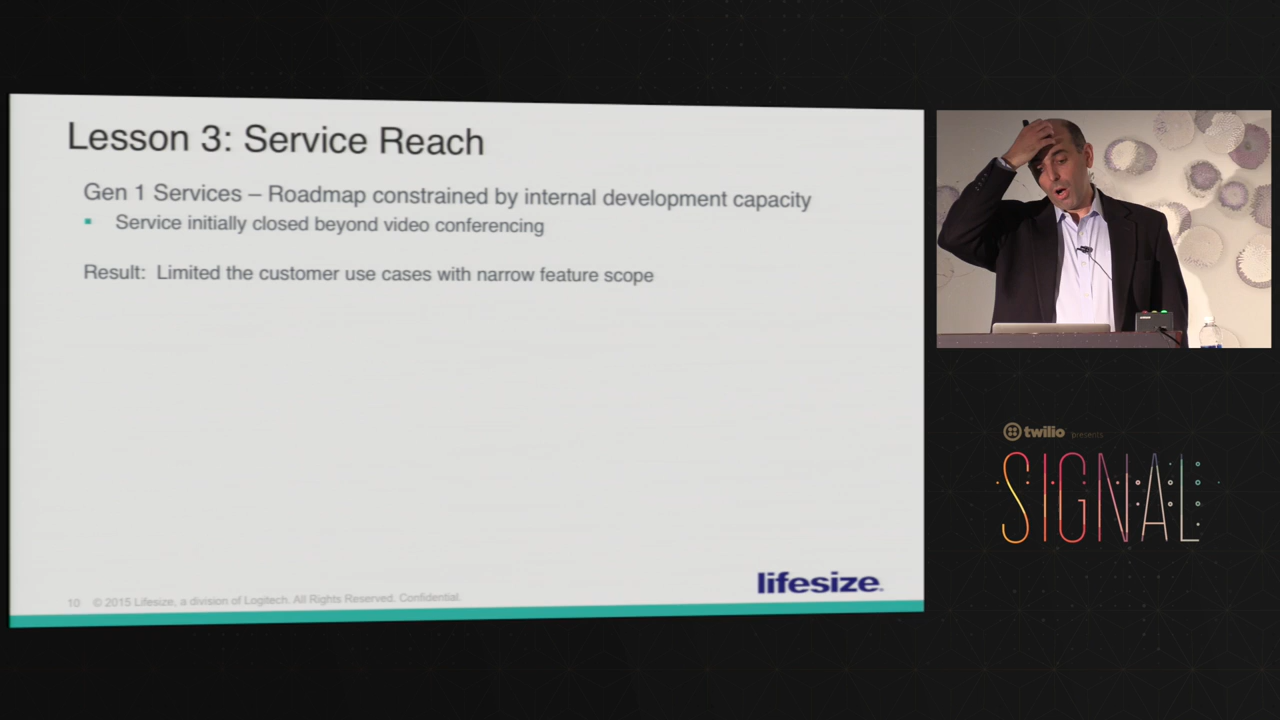 Lesson 3: Service Reach
Gen 1 Services – Roadmap constrained by internal development capacity
▪ Service initially closed beyond video conferencing
Result: Limited the customer use cases with narrow feature scope
10 © 2015 Lifesize, a division of Logitech. All Rights Reserved. Confidential.
lifesize.
twilio presents
SIGNAL